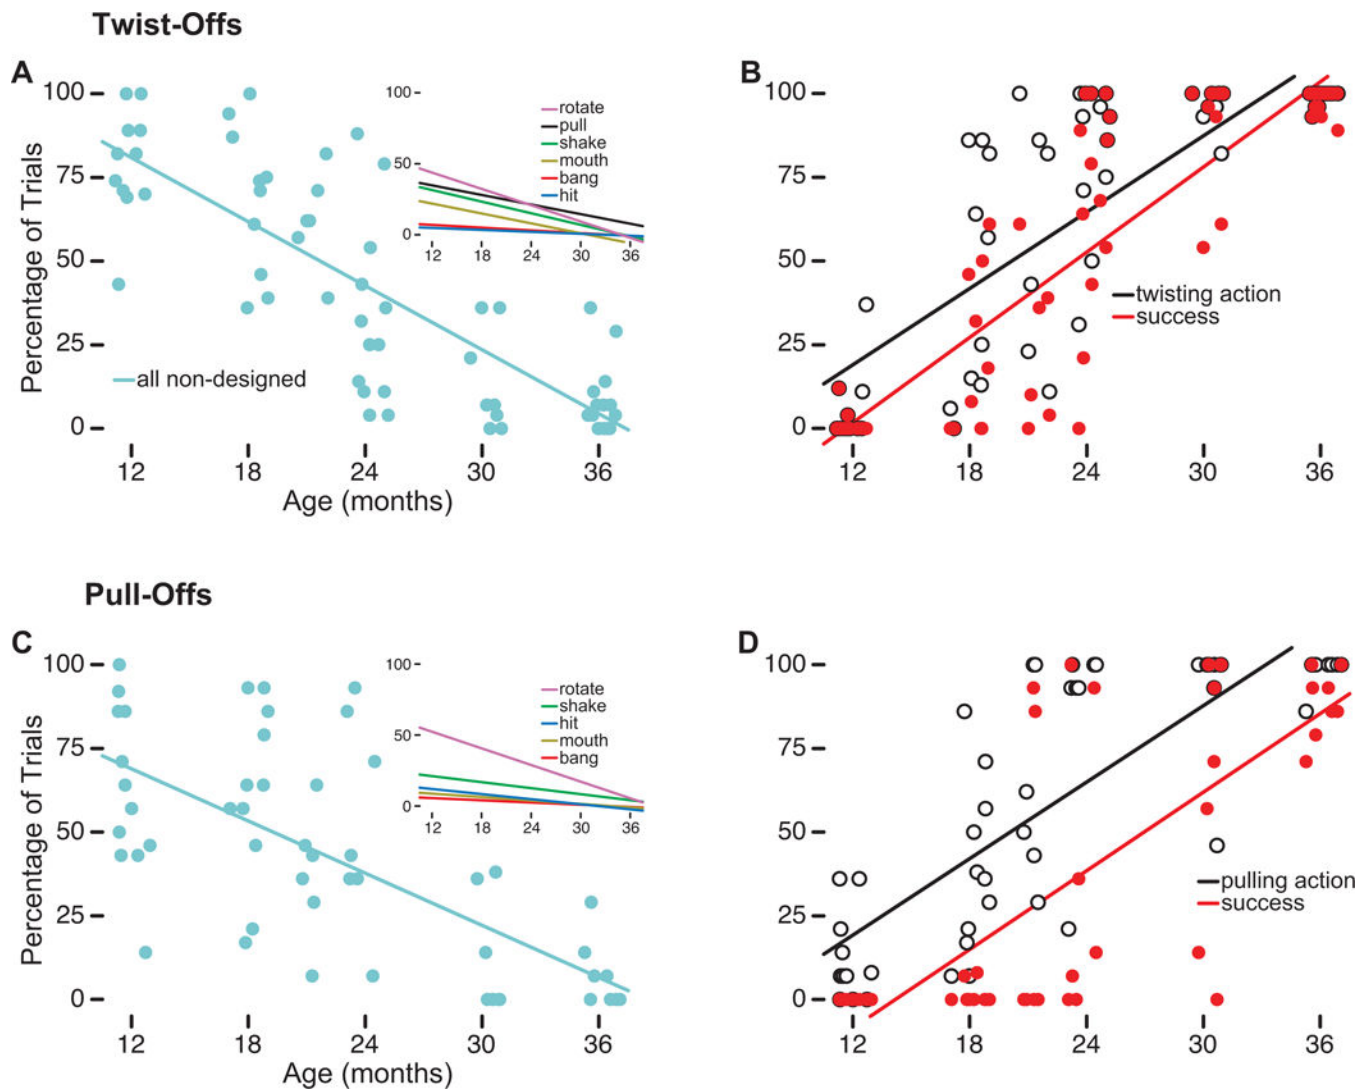 Twist-Offs
A
100
75
50
25
0
Percentage of Trials
all non-designed
12 18 24 30 36
Age (months)
100
50
0
12 18 24 30 36
rotate
pull
shake
mouth
bang
hit
B
100
75
50
25
0
twisting action
success
12 18 24 30 36
Pull-Offs
C
100
75
50
25
0
Percentage of Trials
12 18 24 30 36
Age (months)
100
50
0
12 18 24 30 36
rotate
shake
hit
mouth
bang
D
100
75
50
25
0
pulling action
success
12 18 24 30 36